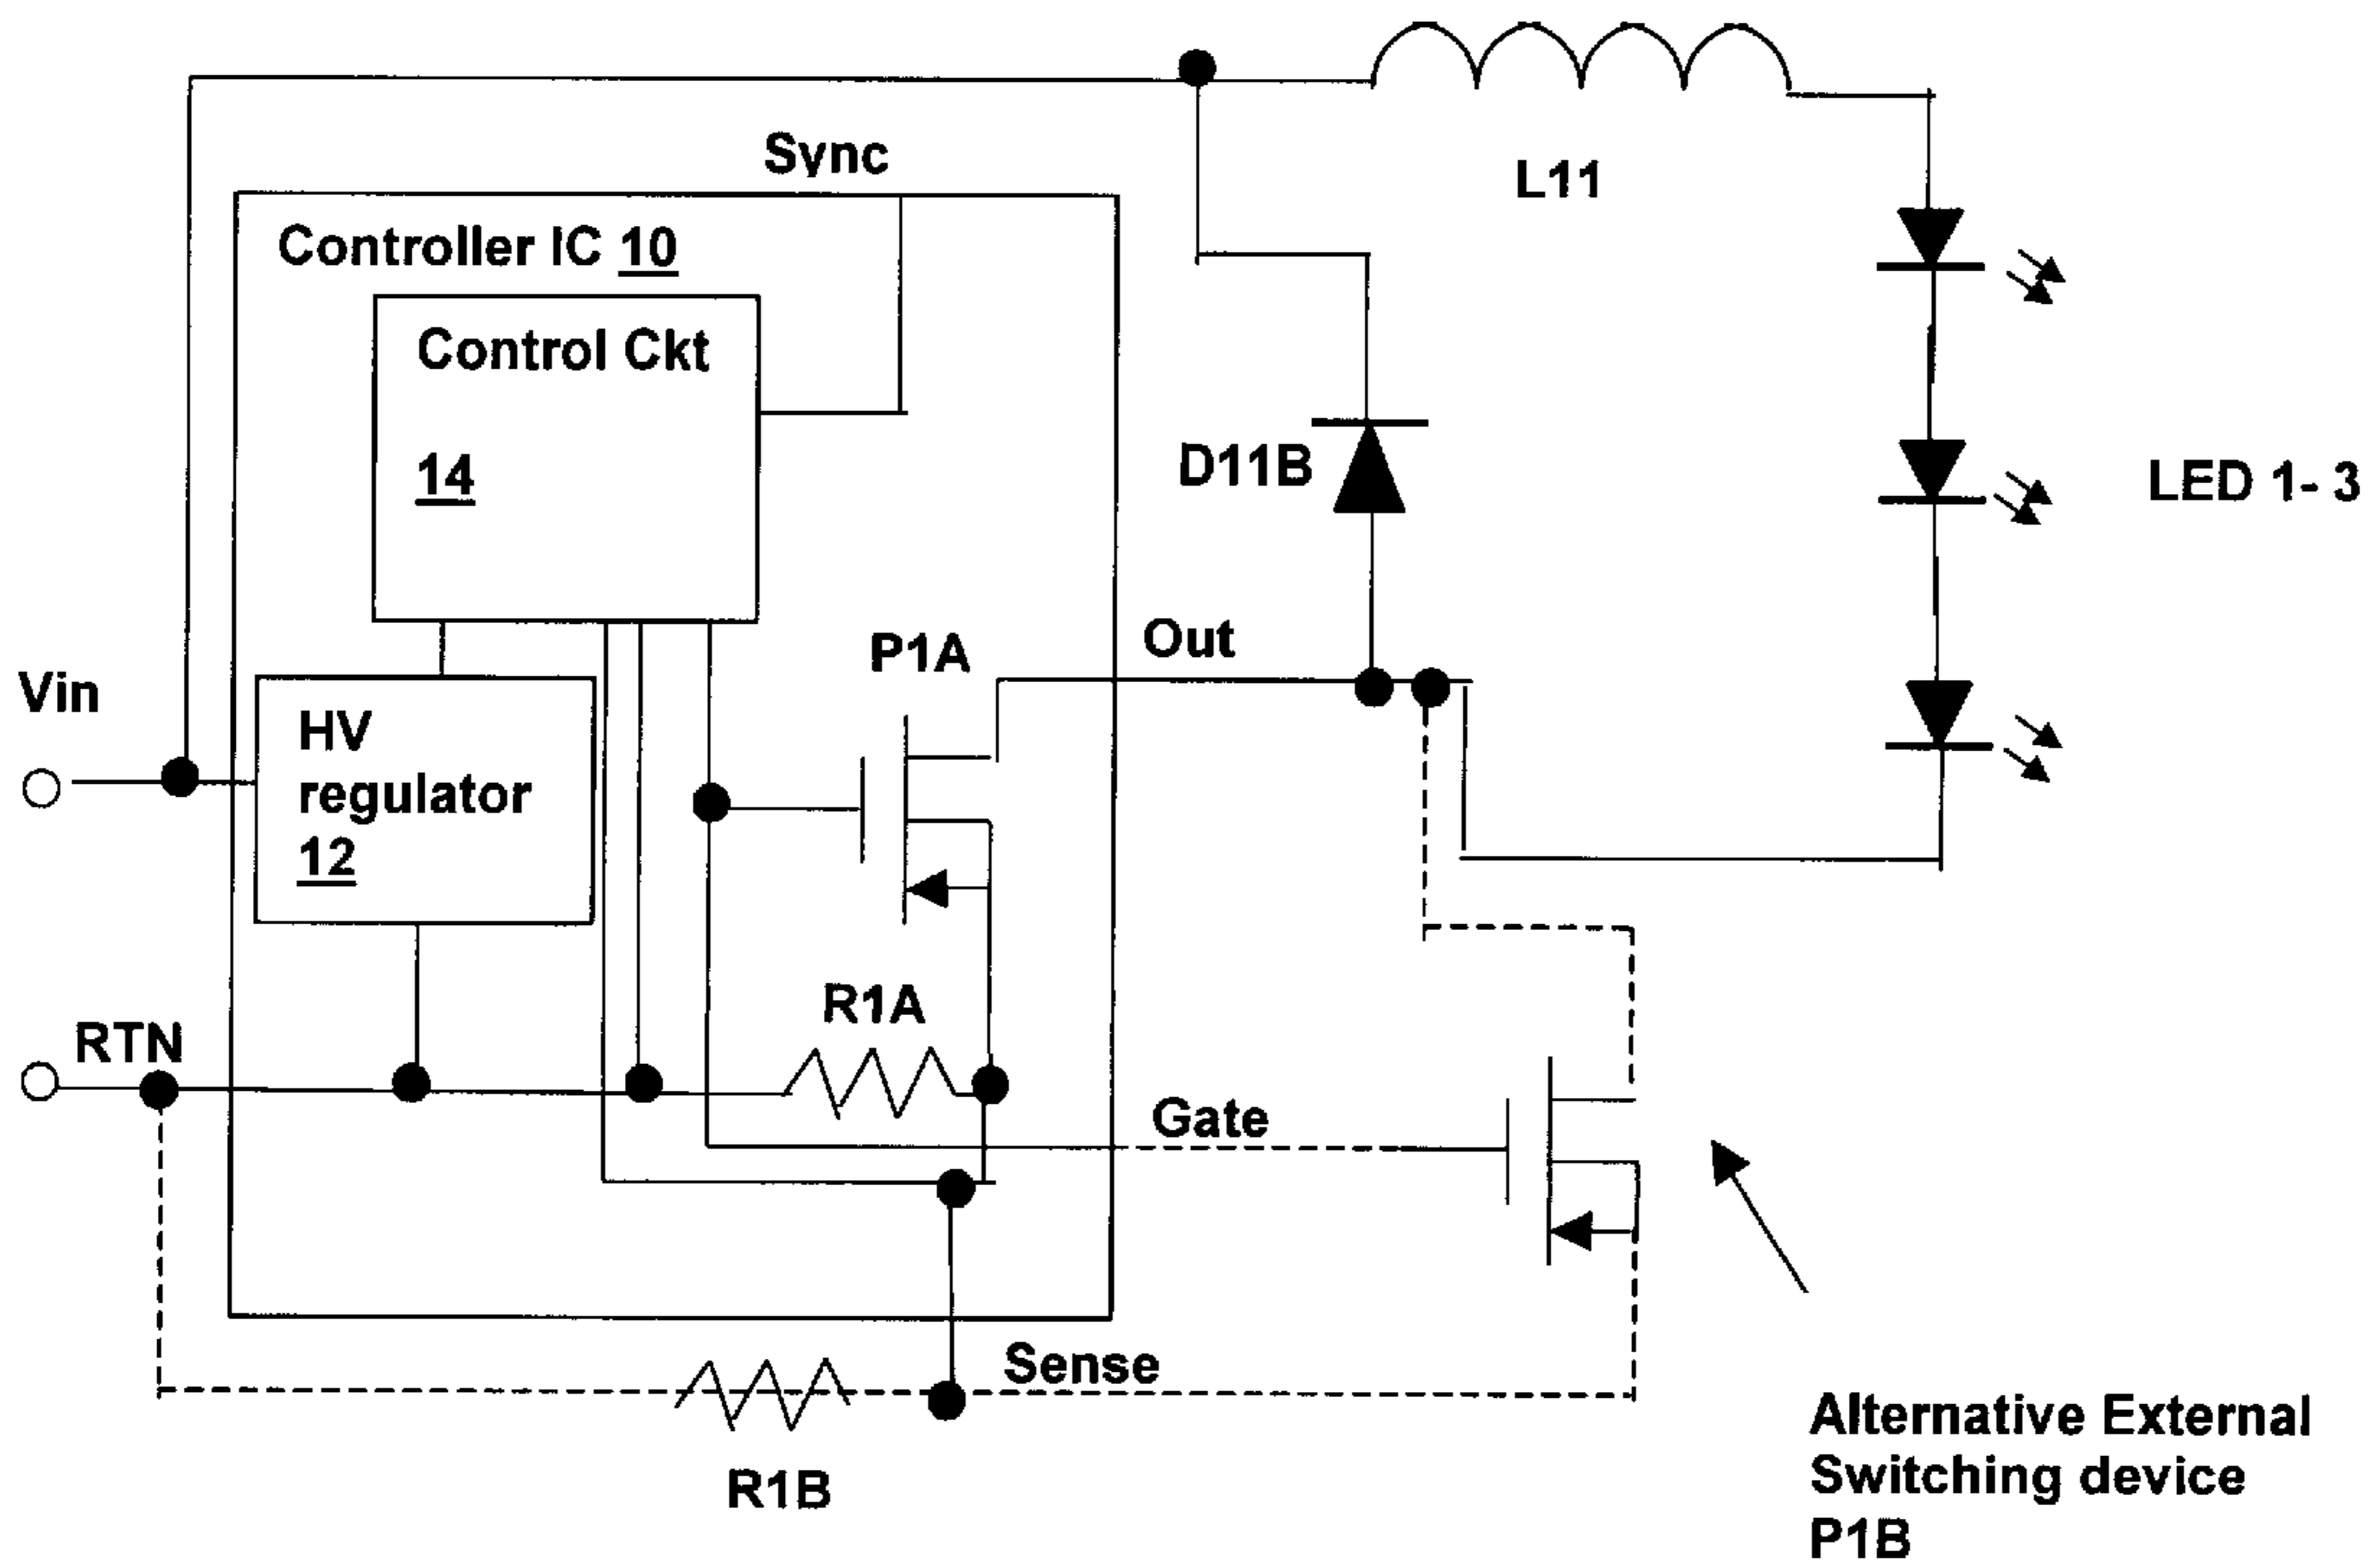 Sync
L11
Controller IC 10
Control Ckt
14
D11B
LED 1- 3
Out
P1A
Vin
HV
regulator
12
R1A
RTN
Gate
Sense
R1B
Alternative External
Switching device
P1B